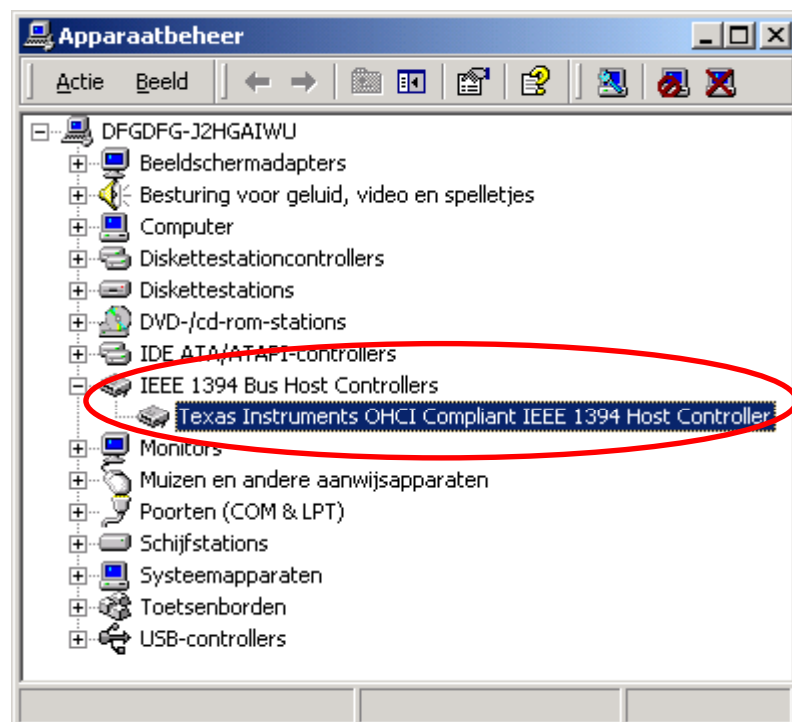 Apparaatbeheer
Actie Beeld
DFGDFG-J2HGAIWU
Beeldschermadapters
Besturing voor geluid, video en spelletjes
Computer
Diskettestationcontrollers
Diskettestations
DVD-/cd-rom-stations
IDE ATA/ATAPI-controllers
IEEE 1394 Bus Host Controllers
Texas Instruments OHCI Compliant IEEE 1394 Host Controller
Monitors
Muizen en andere aanwijsapparaten
Poorten (COM & LPT)
Schijfstations
Systeemapparaten
Toetsenborden
USB-controllers